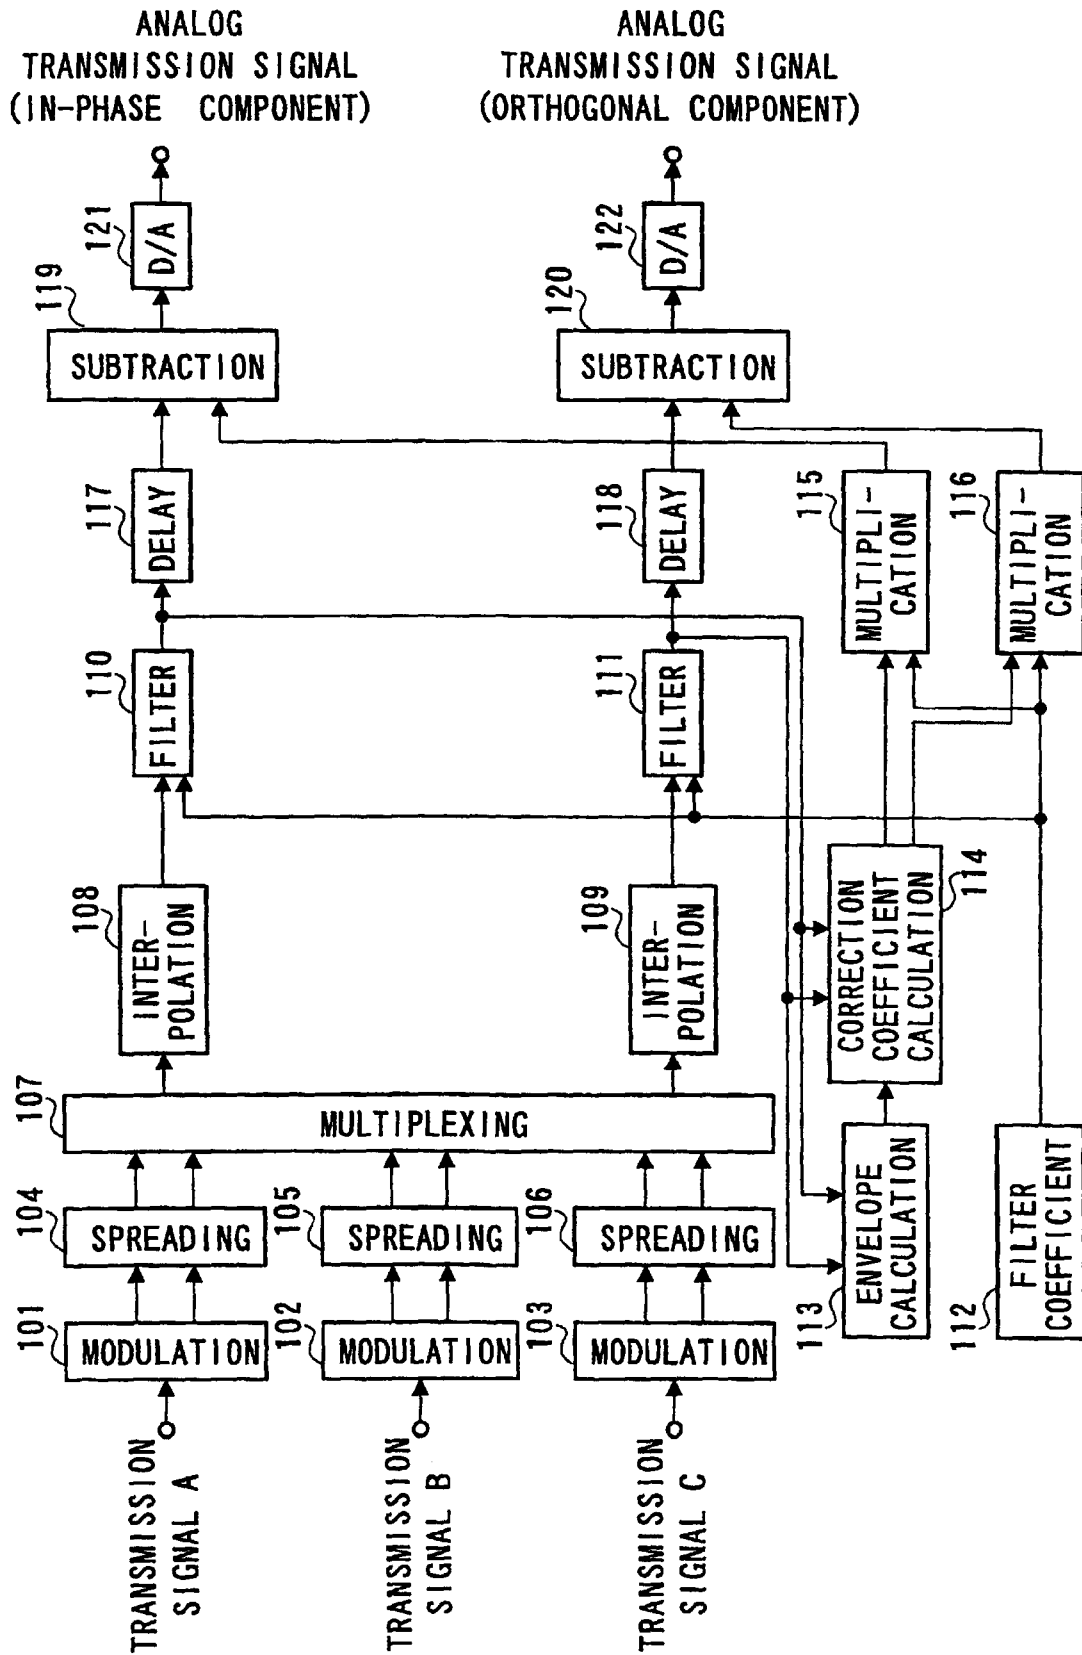 ANALOG
TRANSMISSION SIGNAL
(IN-PHASE COMPONENT)
ANALOG
TRANSMISSION SIGNAL
(ORTHOGONAL COMPONENT)
121
D/A
122
D/A
119
SUBTRACTION
120
SUBTRACTION
117
DELAY
118
DELAY
115
MULTIPLI-
CATION
116
MULTIPLI-
CATION
110
FILTER
111
FILTER
108
INTER-
POLATION
109
INTER-
POLATION
114
CORRECTION
COEFFICIENT
CALCULATION
107
MULTIPLEXING
104
SPREADING
105
SPREADING
106
SPREADING
113
ENVELOPE
CALCULATION
112
FILTER
COEFFICIENT
101
MODULATION
102
MODULATION
103
MODULATION
TRANSMISSION
SIGNAL A
TRANSMISSION
SIGNAL B
TRANSMISSION
SIGNAL C